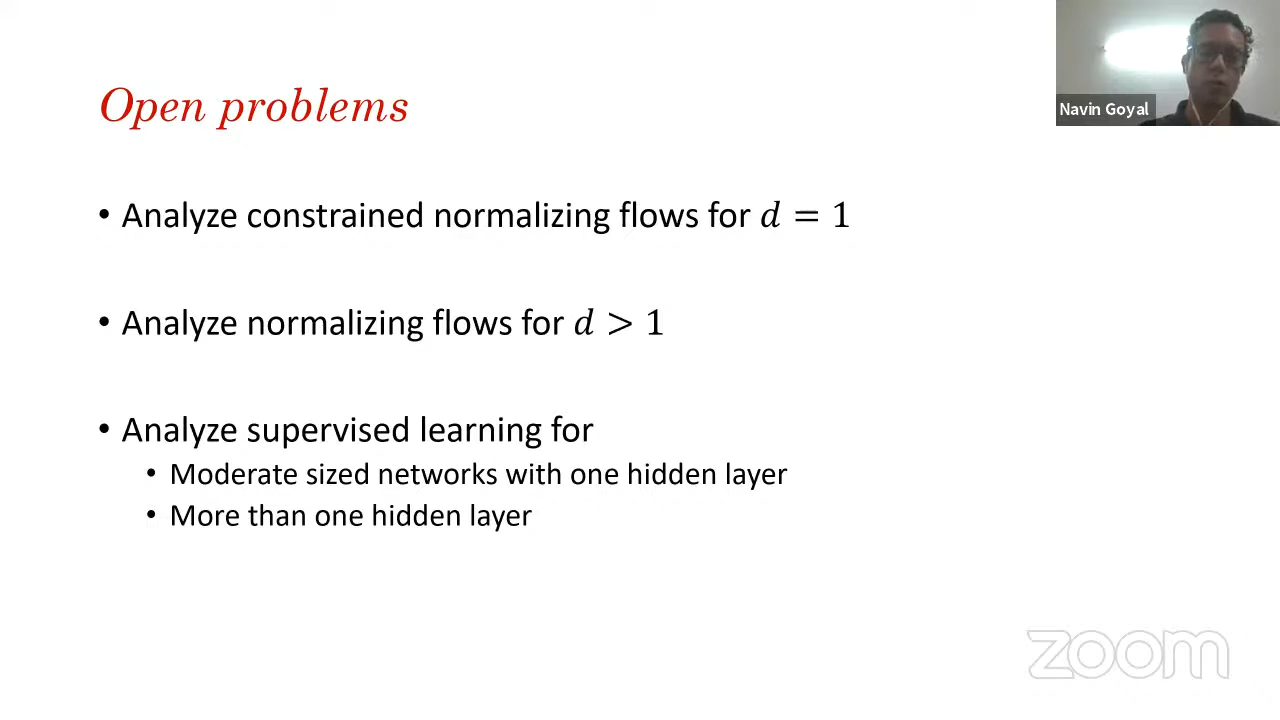 Open problems
Navin Goyal
• Analyze constrained normalizing flows for d = 1
• Analyze normalizing flows for d > 1
• Analyze supervised learning for
• Moderate sized networks with one hidden layer
• More than one hidden layer
zoom